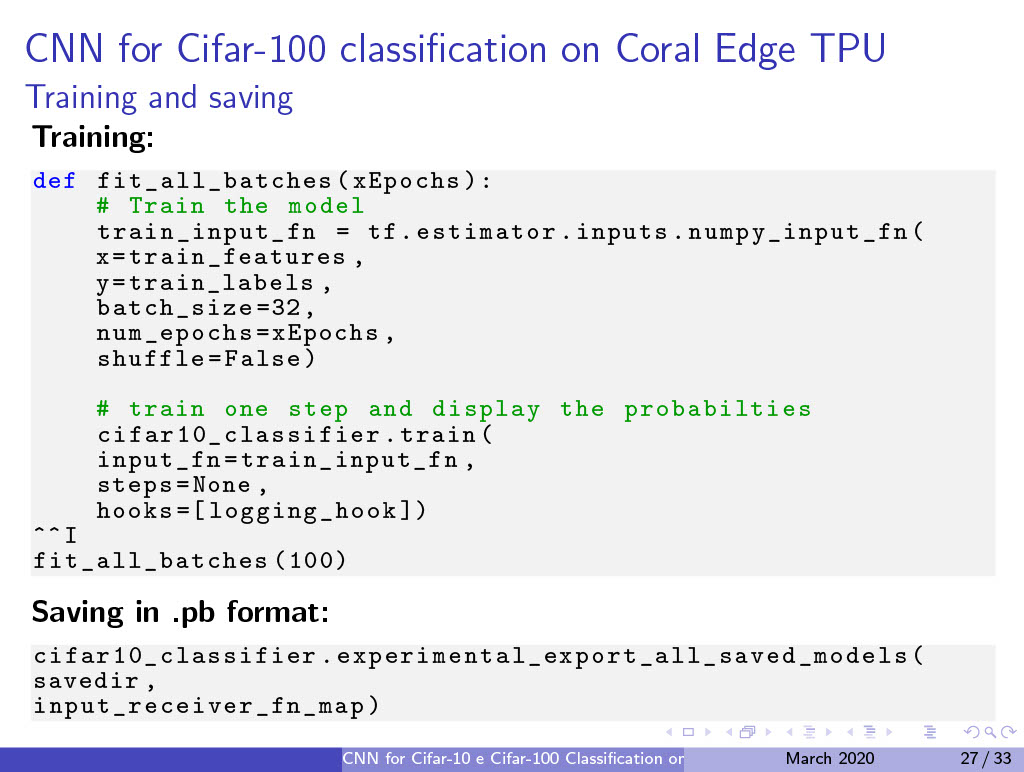 CNN for Cifar-100 classification on Coral Edge TPU
Training and saving
Training:
def fit_all_batches(xEpochs):
# Train the model
train_input_fn = tf.estimator.inputs.numpy_input_fn(
x=train_features,
y=train_labels,
batch_size=32,
num_epochs=xEpochs,
shuffle=False)
# train one step and display the probabilties
cifar10_classifier.train(
input_fn=train_input_fn,
steps=None,
hooks=[logging_hook])
^^I
fit_all_batches(100)
Saving in .pb format:
cifar10_classifier.experimental_export_all_saved_models(
savedir,
input_receiver_fn_map)
CNN for Cifar-10 e Cifar-100 Classification or March 2020 27 / 33